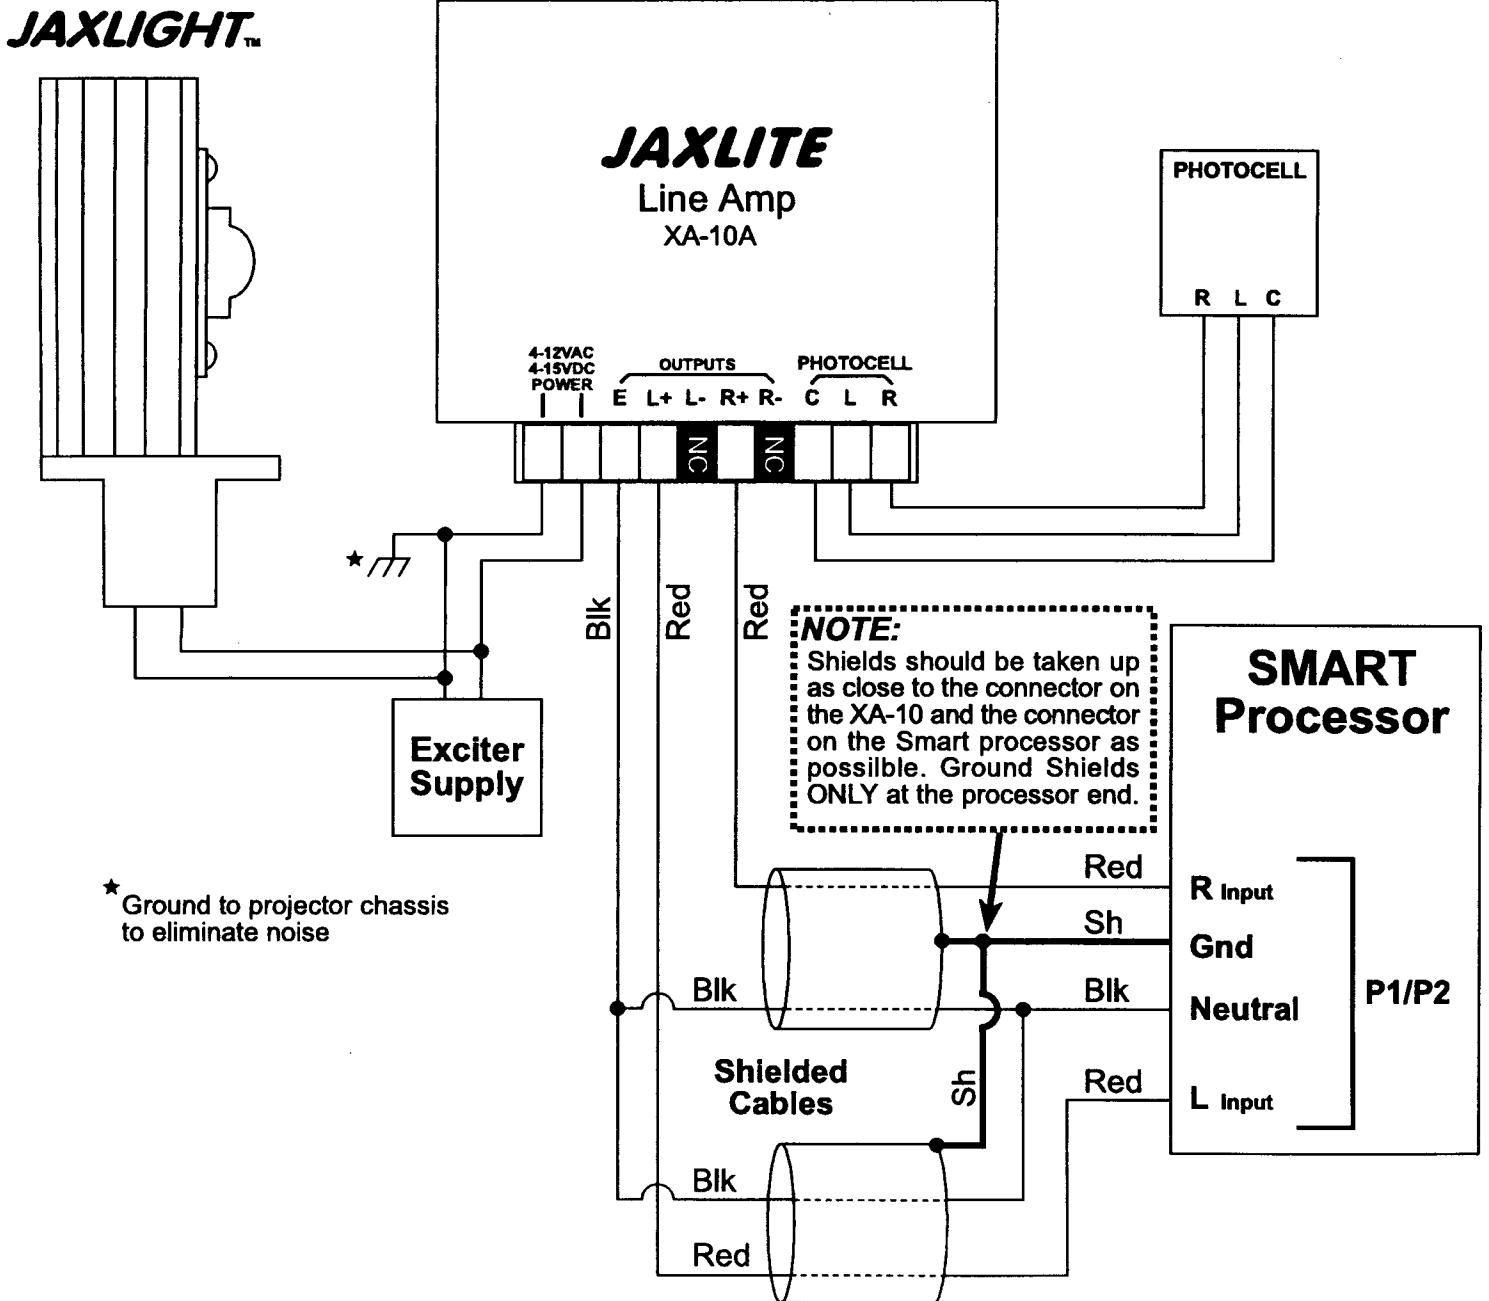 JAXLIGHT™
JAXLITE
Line Amp
XA-10A
4-12VAC
4-15VDC
POWER
OUTPUTS
PHOTOCELL
E L+ L- R+ R- C L R
NC NC
PHOTOCELL
R L C
★
Blk
Red
Red
NOTE:
Shields should be taken up
as close to the connector on
the XA-10 and the connector
on the Smart processor as
possilble. Ground Shields
ONLY at the processor end.
SMART
Processor
Exciter
Supply
★ Ground to projector chassis
to eliminate noise
Red
R Input
Sh
Gnd
Blk
Blk
Neutral
P1/P2
Shielded
Cables
Sh
Red
L Input
Blk
Red